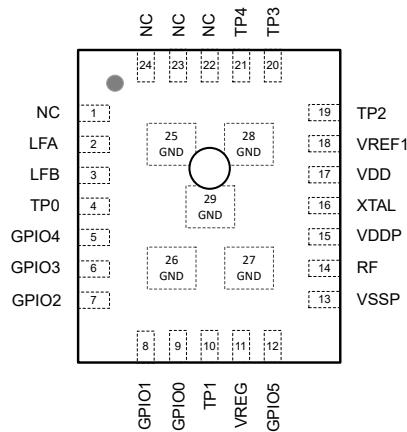 NC NC NC TP4 TP3
24 23 22 21 20
NC 1
LFA 2
LFB 3
TP0 4
GPIO4 5
GPIO3 6
GPIO2 7
25 GND
28 GND
29 GND
26 GND
27 GND
19 TP2
18 VREF1
17 VDD
16 XTAL
15 VDDP
14 RF
13 VSSP
8 9 10 11 12
GPIO1 GPIO0 TP1 VREG GPIO5